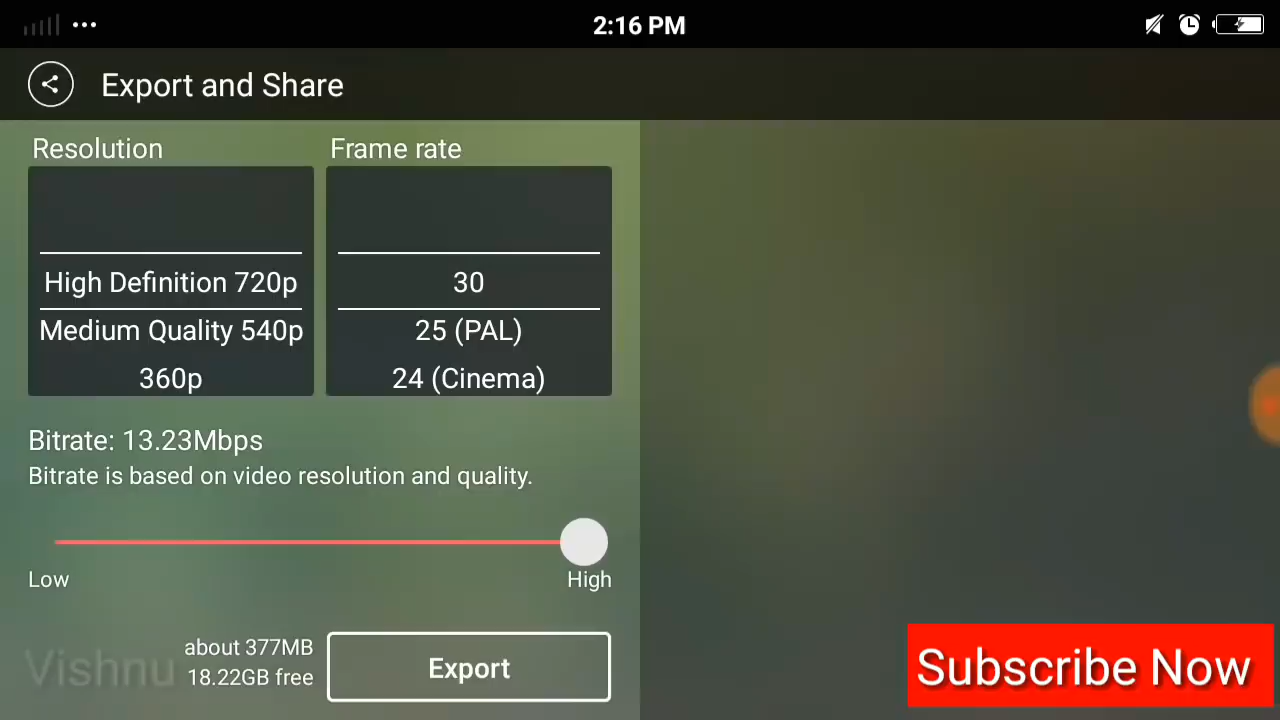 2:16 PM
Export and Share
Resolution
Frame rate
High Definition 720p
30
Medium Quality 540p
25 (PAL)
360p
24 (Cinema)
Bitrate: 13.23Mbps
Bitrate is based on video resolution and quality.
Low
High
Vishnu
about 377MB
18.22GB free
Export
Subscribe Now